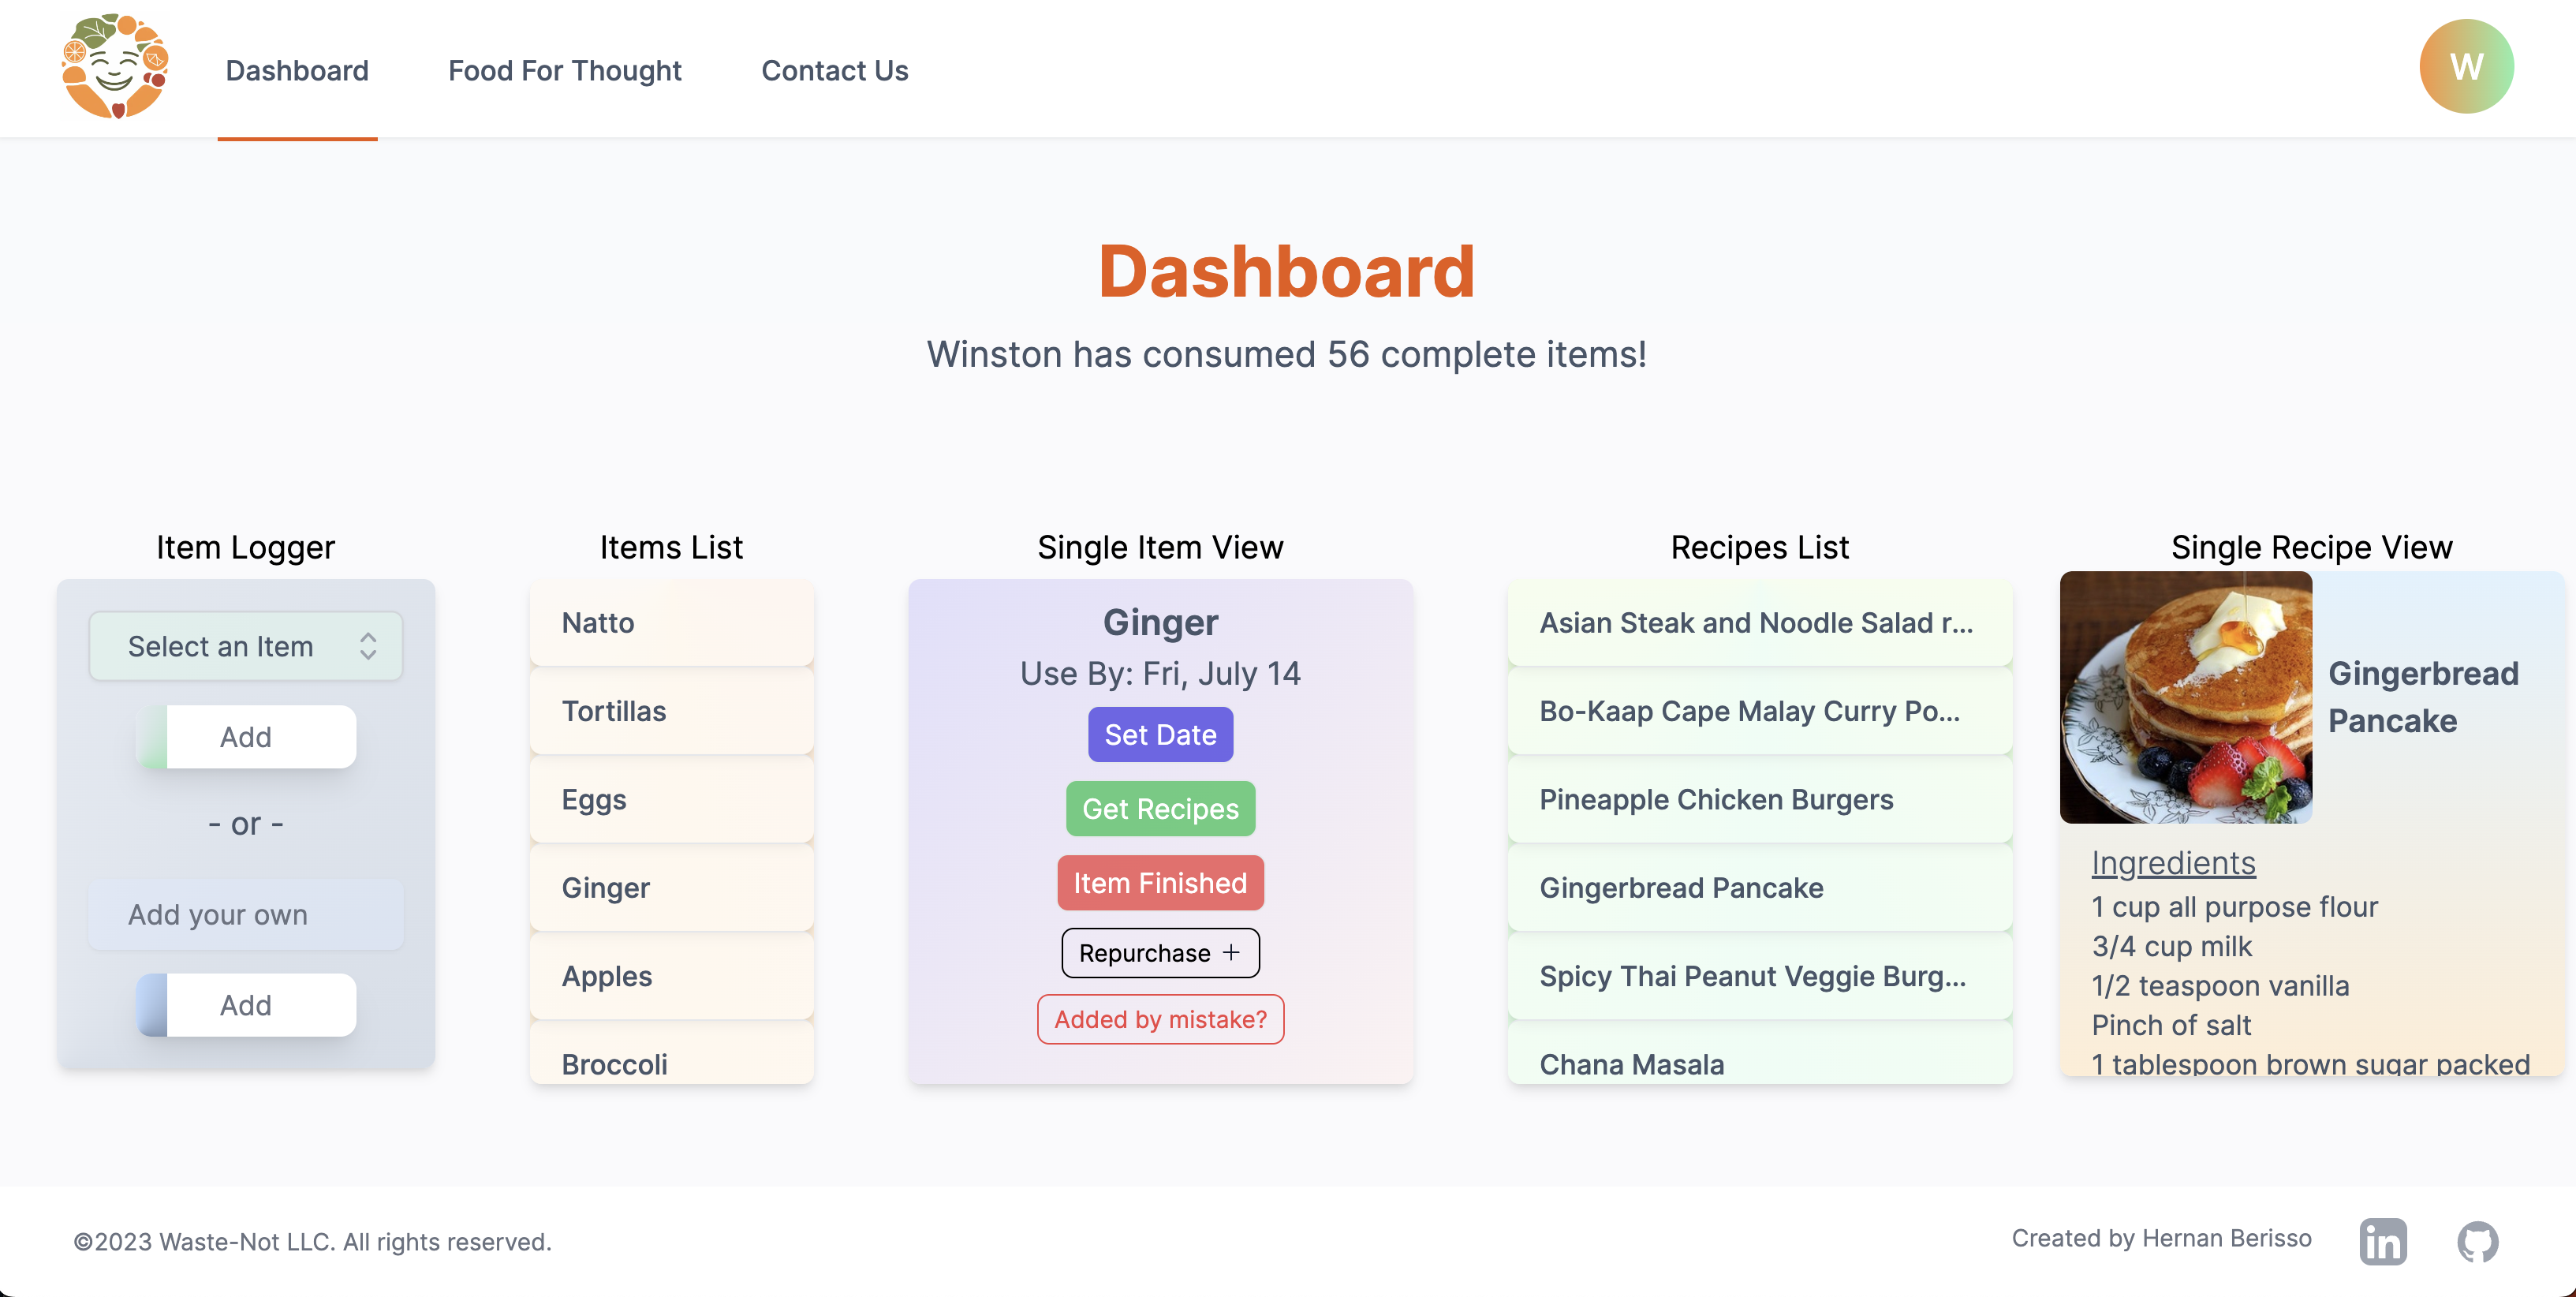 Dashboard
Food For Thought
Contact Us
W
Dashboard
Winston has consumed 56 complete items!
Item Logger
Select an Item
Add
- or -
Add your own
Add
Items List
Natto
Tortillas
Eggs
Ginger
Apples
Broccoli
Single Item View
Ginger
Use By: Fri, July 14
Set Date
Get Recipes
Item Finished
Repurchase +
Added by mistake?
Recipes List
Asian Steak and Noodle Salad r...
Bo-Kaap Cape Malay Curry Po...
Pineapple Chicken Burgers
Gingerbread Pancake
Spicy Thai Peanut Veggie Burg...
Chana Masala
Single Recipe View
Gingerbread
Pancake
Ingredients
1 cup all purpose flour
3/4 cup milk
1/2 teaspoon vanilla
Pinch of salt
1 tablespoon brown sugar packed
©2023 Waste-Not LLC. All rights reserved.
Created by Hernan Berisso
in